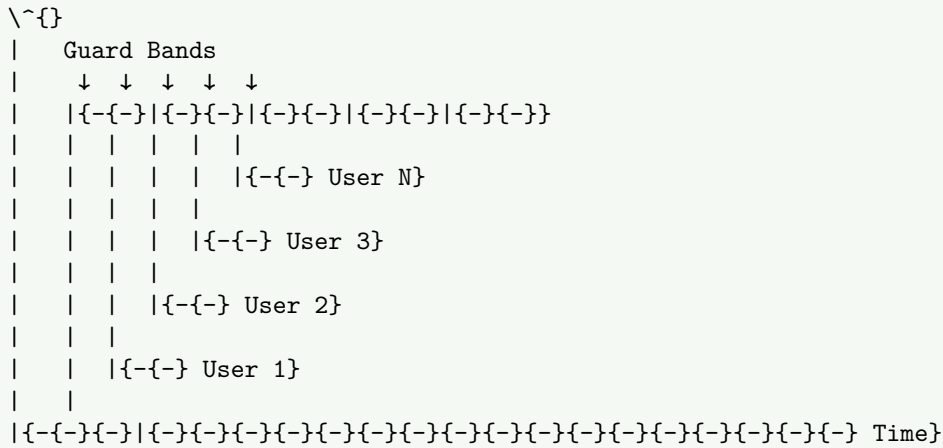 \^{}
|   Guard Bands
|    ↓  ↓  ↓  ↓  ↓
|   |{-{-}|{-}{-}|{-}{-}|{-}{-}|{-}{-}}
|   |  |  |  |  |
|   |  |  |  |  |{-{-} User N}
|   |  |  |  |
|   |  |  |  |{-{-} User 3}
|   |  |  |
|   |  |  |{-{-} User 2}
|   |  |
|   |  |{-{-} User 1}
|   |
|{-{-}{-}|{-}{-}{-}{-}{-}{-}{-}{-}{-}{-}{-}{-}{-}{-}{-}{-}{-} Time}